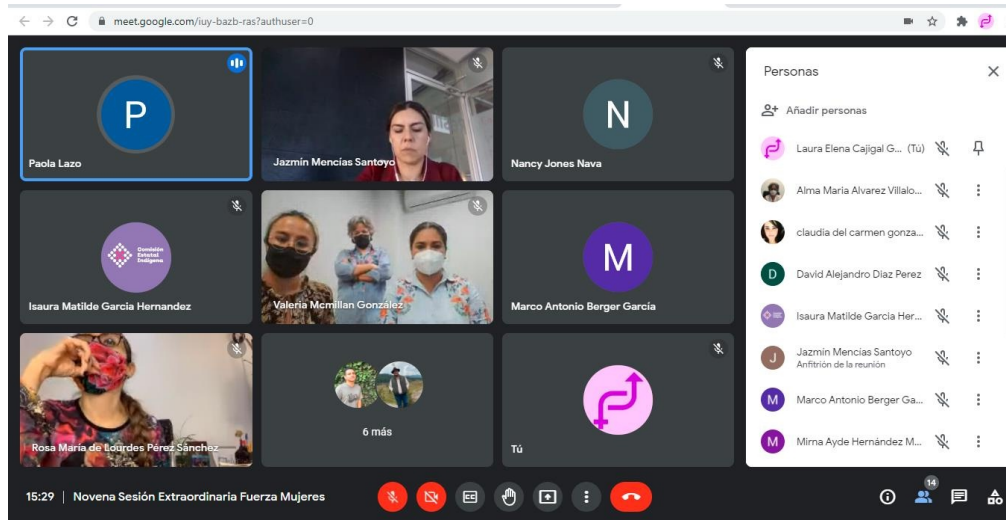 meet.google.com/iuy-bazb-ras?authuser=0
P
Paola Lazo
Jazmín Mencías Santoyo
N
Nancy Jones Nava
Comisión
Estatal
Indígena
Isaura Matilde Garcia Hernandez
Valeria Mcmillan González
M
Marco Antonio Berger García
Rosa María de Lourdes Pérez Sánchez
6 más
Tú
Personas
Añadir personas
Laura Elena Cajigal G... (Tú)
Alma Maria Alvarez Villalo...
claudia del carmen gonza...
D
David Alejandro Diaz Perez
Isaura Matilde Garcia Her...
J
Jazmín Mencías Santoyo
Anfitrión de la reunión
M
Marco Antonio Berger Ga...
M
Mirna Ayde Hernández M...
15:29 | Novena Sesión Extraordinaria Fuerza Mujeres
CC
14